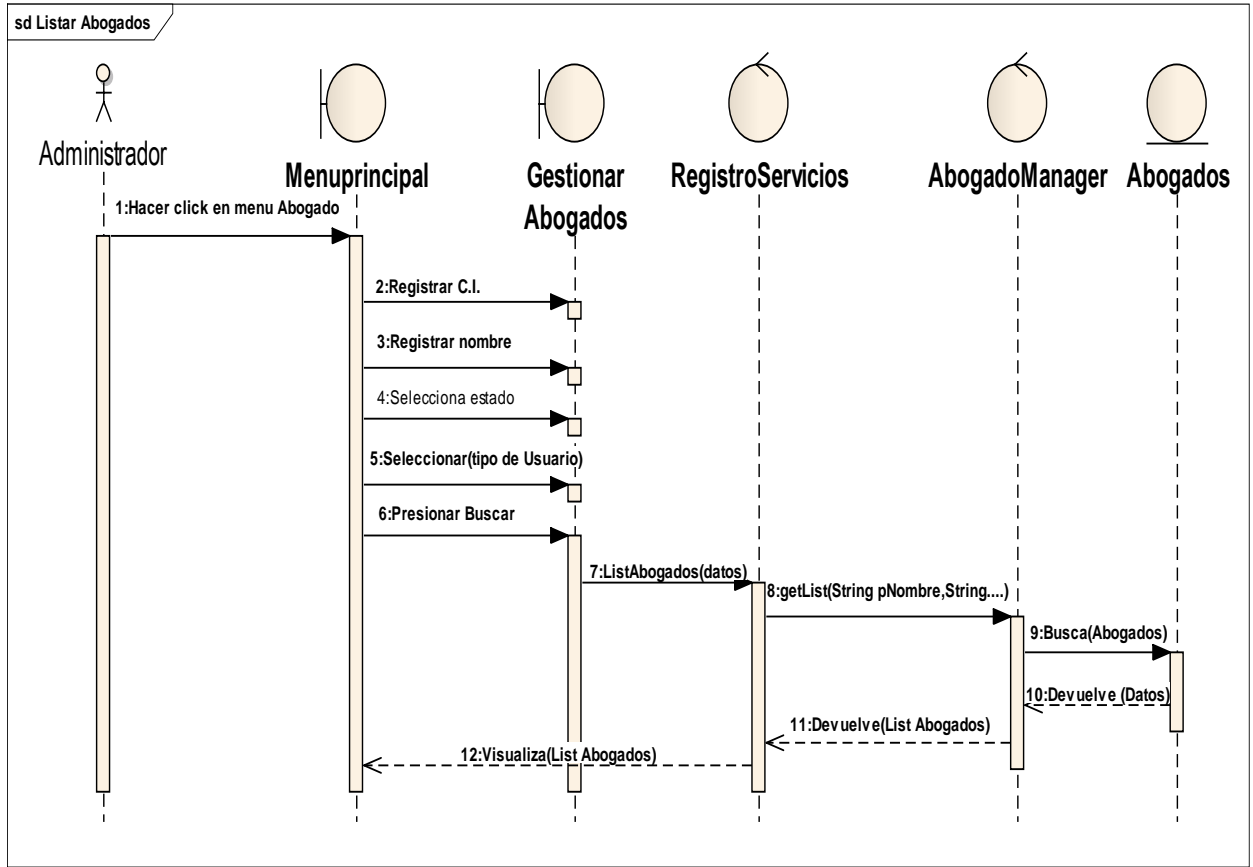 sd Listar Abogados
Administrador
Menuprincipal
Gestionar
Abogados
RegistroServicios
AbogadoManager
Abogados
1:Hacer click en menu Abogado
2:Registrar C.I.
3:Registrar nombre
4:Selecciona estado
5:Seleccionar(tipo de Usuario)
6:Presionar Buscar
7:ListAbogados(datos)
8:getList(String pNombre,String....)
9:Busca(Abogados)
10:Devuelve (Datos)
11:Devuelve(List Abogados)
12:Visualiza(List Abogados)